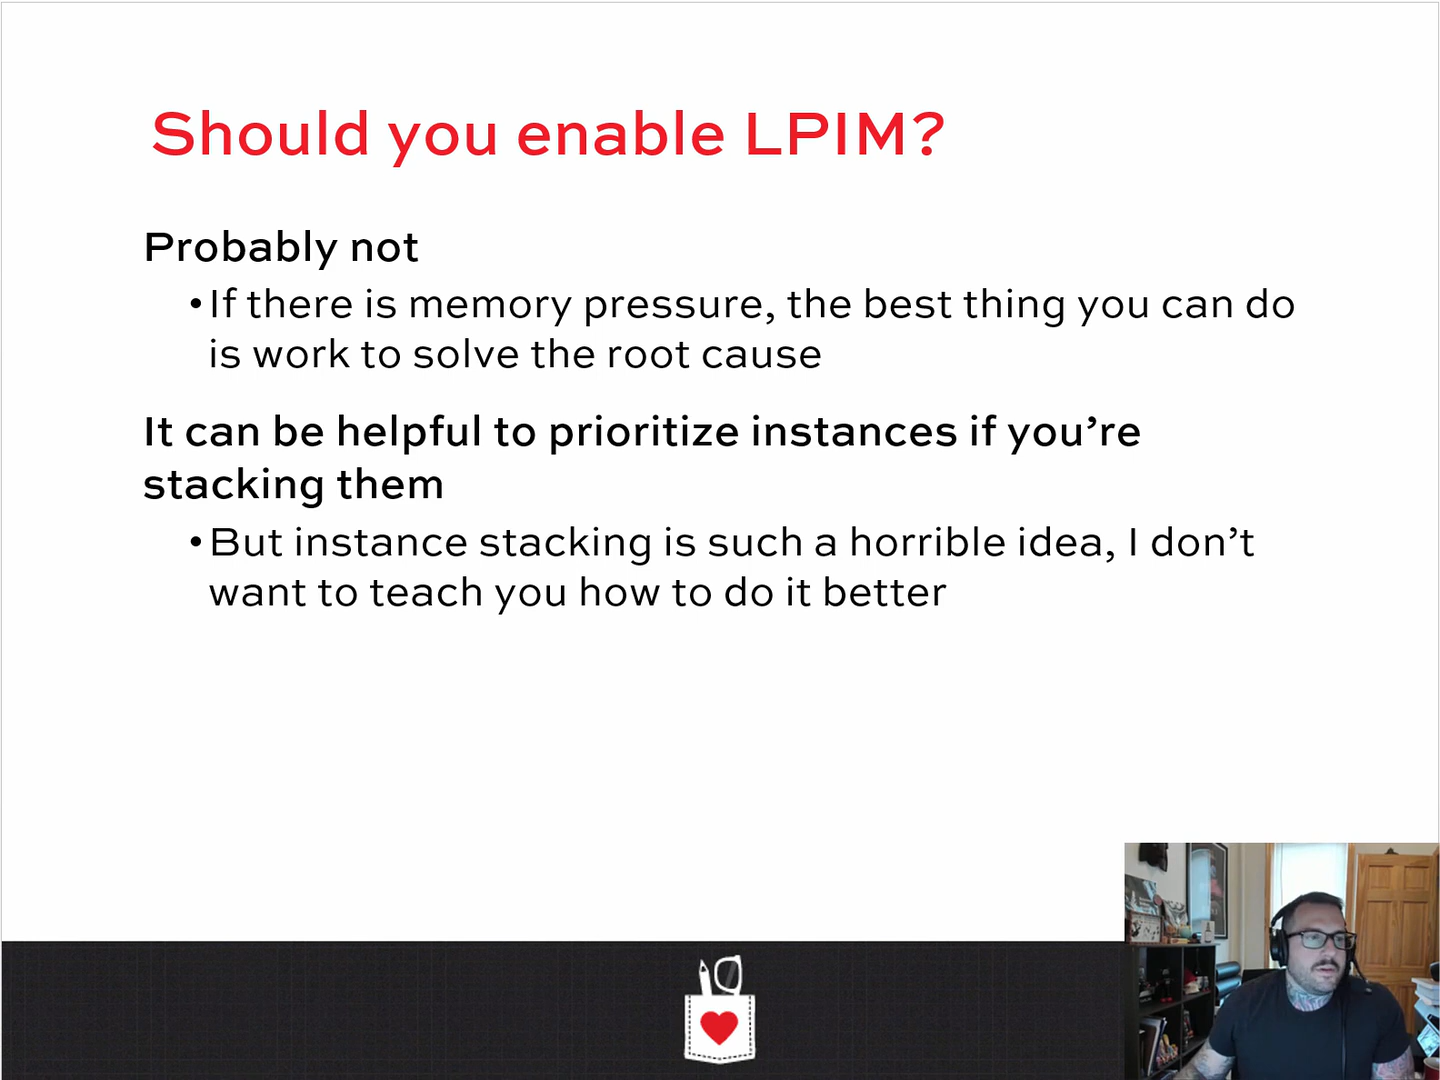 Should you enable LPIM?
Probably not
•If there is memory pressure, the best thing you can do
is work to solve the root cause
It can be helpful to prioritize instances if you’re
stacking them
•But instance stacking is such a horrible idea, I don’t
want to teach you how to do it better